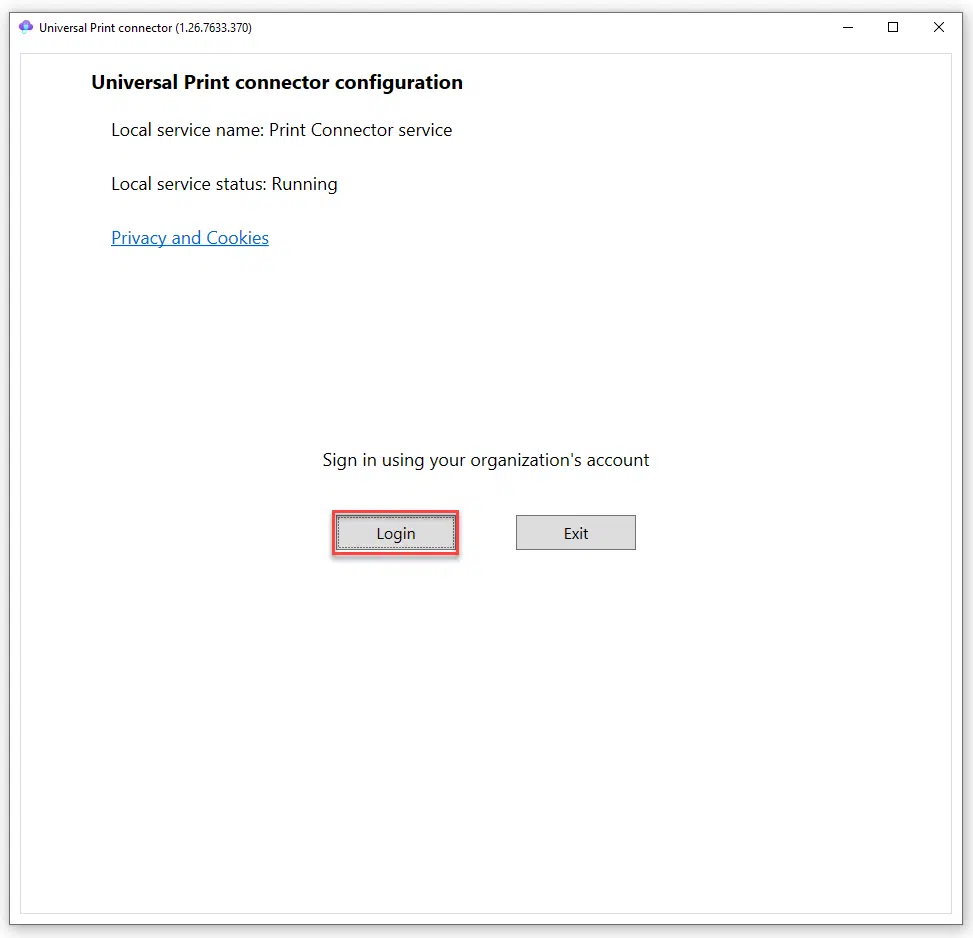 Universal Print connector (1.26.7633.370)
Universal Print connector configuration
Local service name: Print Connector service
Local service status: Running
Privacy and Cookies
Sign in using your organization's account
Login
Exit